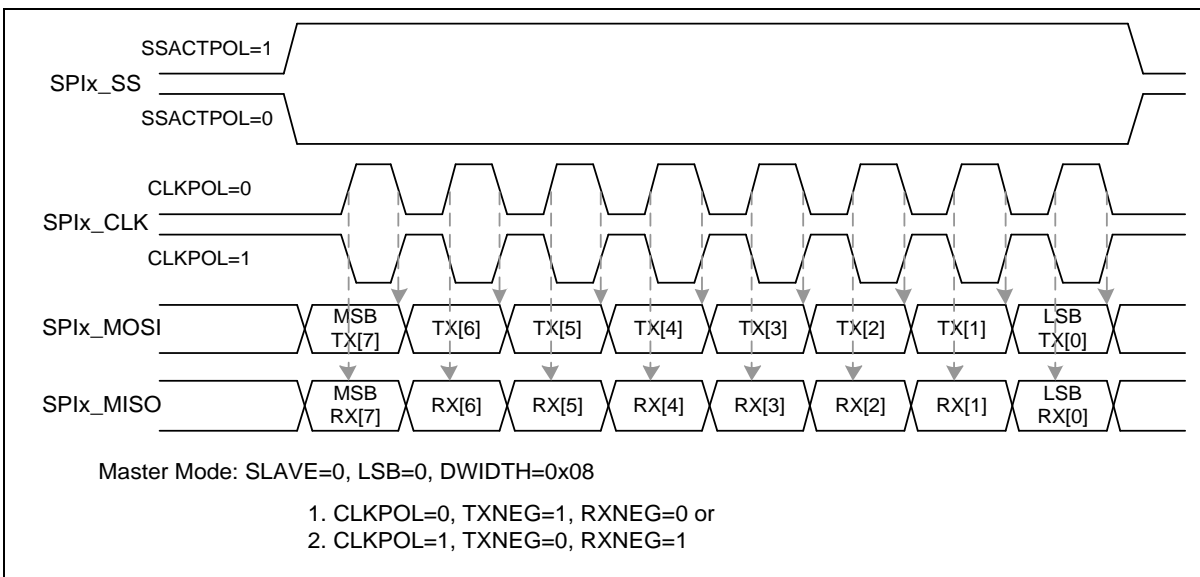 SSACTPOL=1
SPIx_SS
SSACTPOL=0
CLKPOL=0
SPIx_CLK
CLKPOL=1
SPIx_MOSI
MSB TX[6] TX[5] TX[4] TX[3] TX[2] TX[1] LSB
TX[7] TX[0]
SPIx_MISO
MSB RX[6] RX[5] RX[4] RX[3] RX[2] RX[1] LSB
RX[7] RX[0]
Master Mode: SLAVE=0, LSB=0, DWIDTH=0x08
1. CLKPOL=0, TXNEG=1, RXNEG=0 or
2. CLKPOL=1, TXNEG=0, RXNEG=1